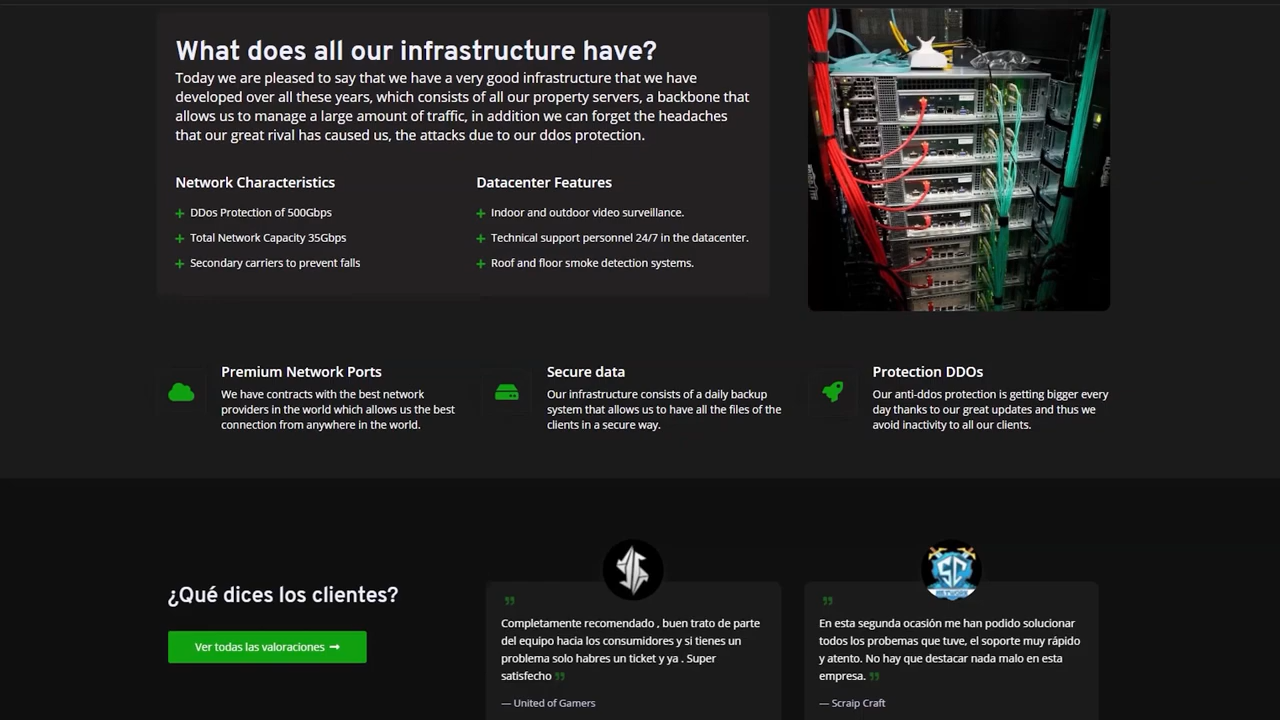 What does all our infrastructure have?
Today we are pleased to say that we have a very good infrastructure that we have
developed over all these years, which consists of all our property servers, a backbone that
allows us to manage a large amount of traffic, in addition we can forget the headaches
that our great rival has caused us, the attacks due to our ddos protection.
Network Characteristics
DDos Protection of 500Gbps
Total Network Capacity 35Gbps
Secondary carriers to prevent falls
Datacenter Features
Indoor and outdoor video surveillance.
Technical support personnel 24/7 in the datacenter.
Roof and floor smoke detection systems.
Premium Network Ports
We have contracts with the best network
providers in the world which allows us the best
connection from anywhere in the world.
Secure data
Our infrastructure consists of a daily backup
system that allows us to have all the files of the
clients in a secure way.
Protection DDOs
Our anti-ddos protection is getting bigger every
day thanks to our great updates and thus we
avoid inactivity to all our clients.
¿Qué dices los clientes?
Ver todas las valoraciones
Completamente recomendado , buen trato de parte
del equipo hacia los consumidores y si tienes un
problema solo habres un ticket y ya . Super
satisfecho
— United of Gamers
SC
NETWORK
En esta segunda ocasión me han podido solucionar
todos los probemas que tuve, el soporte muy rápido
y atento. No hay que destacar nada malo en esta
empresa.
— Scraip Craft